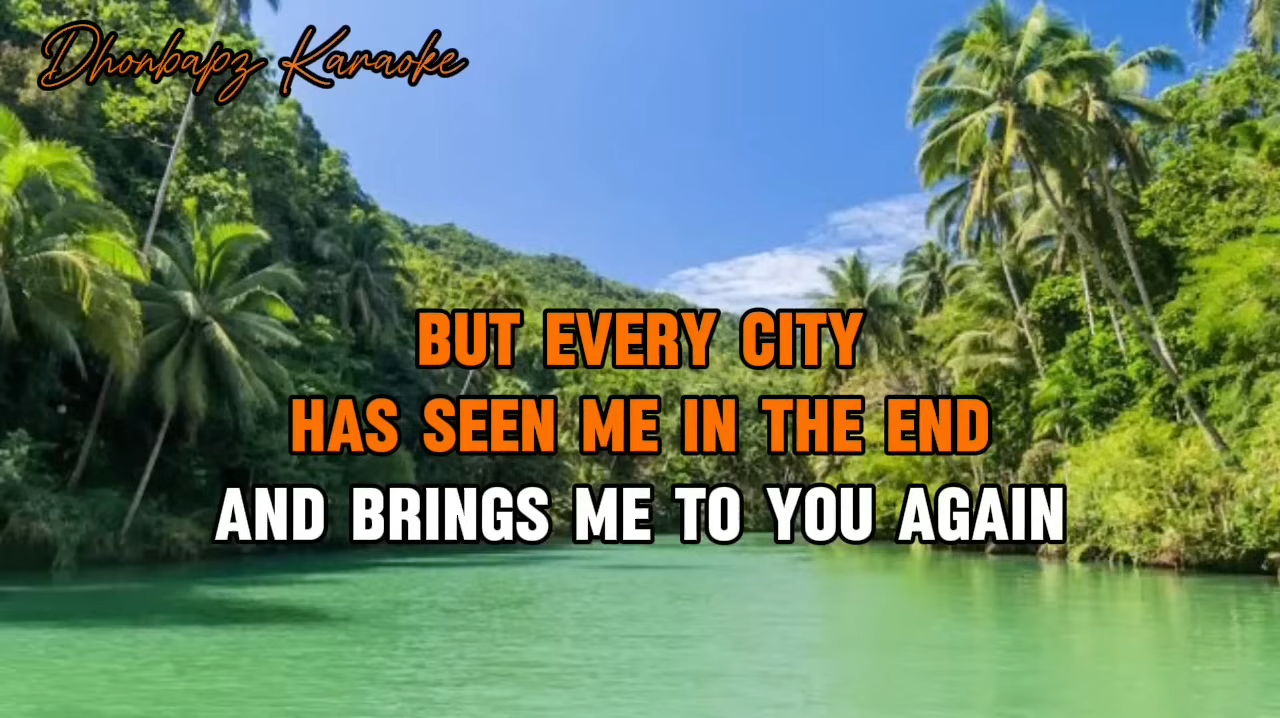 Dhonbapz Karaoke
BUT EVERY CITY
HAS SEEN ME IN THE END
AND BRINGS ME TO YOU AGAIN